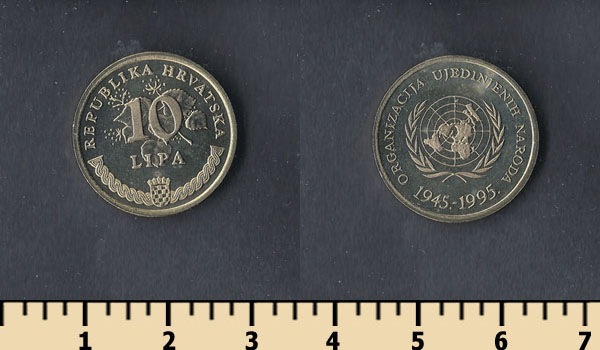 REPUBLIKA HRVATSKA
10
LIPA
ORGANIZACIJA UJEDINJENIH NARODA
1945.-1995.
1 2 3 4 5 6 7